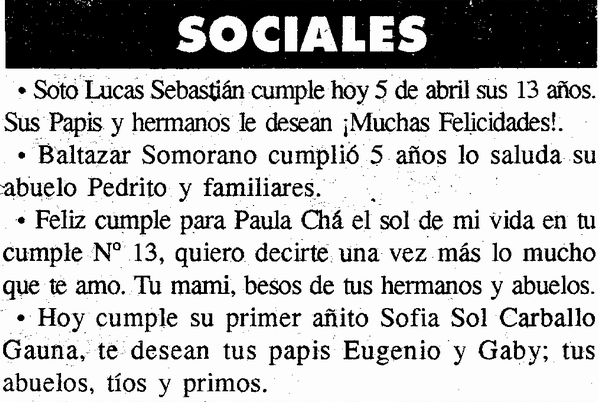 SOCIALES
• Soto Lucas Sebastián cumple hoy 5 de abril sus 13 años.
Sus Papis y hermanos le desean ¡Muchas Felicidades!.
• Baltazar Somorano cumplió 5 años lo saluda su
abuelo Pedrito y familiares.
• Feliz cumple para Paula Chá el sol de mi vida en tu
cumple Nº 13, quiero decirte una vez más lo mucho
que te amo. Tu mami, besos de tus hermanos y abuelos.
• Hoy cumple su primer añito Sofia Sol Carballo
Gauna, te desean tus papis Eugenio y Gaby; tus
abuelos, tíos y primos.